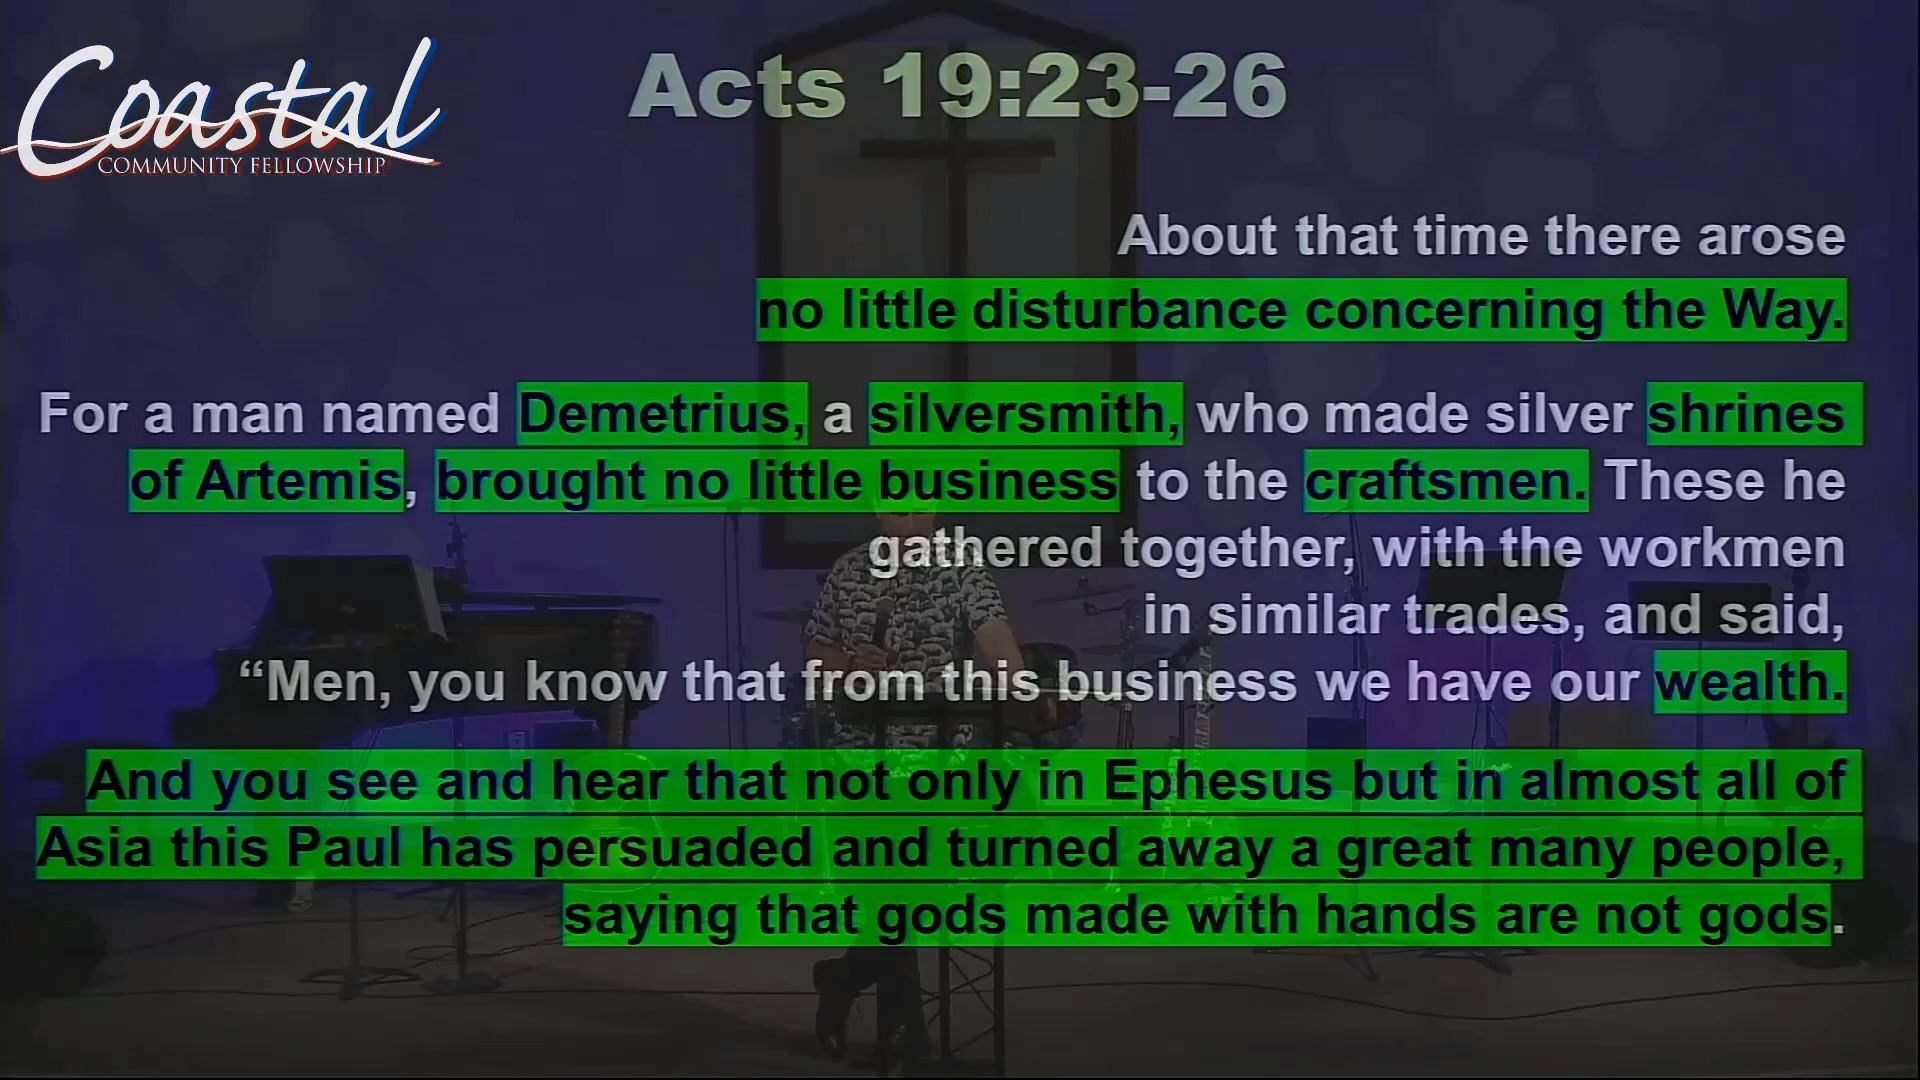 Coastal
COMMUNITY FELLOWSHIP
Acts 19:23-26
About that time there arose
no little disturbance concerning the Way.
For a man named Demetrius, a silversmith, who made silver shrines
of Artemis, brought no little business to the craftsmen. These he
gathered together, with the workmen
in similar trades, and said,
“Men, you know that from this business we have our wealth.
And you see and hear that not only in Ephesus but in almost all of
Asia this Paul has persuaded and turned away a great many people,
saying that gods made with hands are not gods.